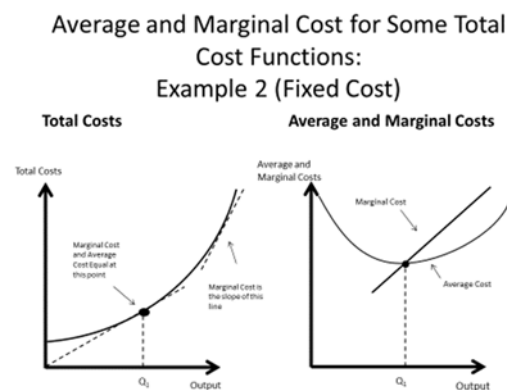 Average and Marginal Cost for Some Total
Cost Functions:
Example 2 (Fixed Cost)
Total Costs
Average and Marginal Costs
Total Costs
Marginal Cost
and Average
Cost Equal at
this point
Marginal Cost is
the slope of this
line
Q₁
Output
Average and
Marginal Costs
Marginal Cost
Average Cost
Q₁
Output